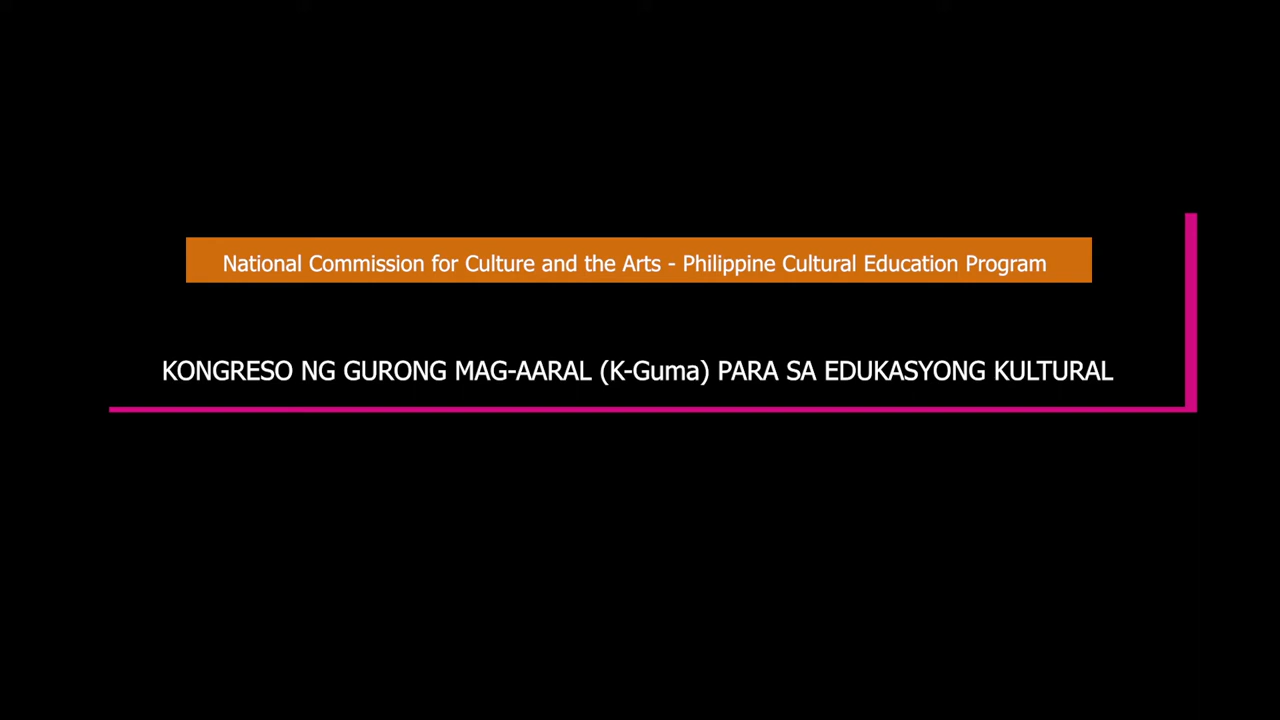 National Commission for Culture and the Arts - Philippine Cultural Education Program
KONGRESO NG GURONG MAG-AARAL (K-Guma) PARA SA EDUKASYONG KULTURAL